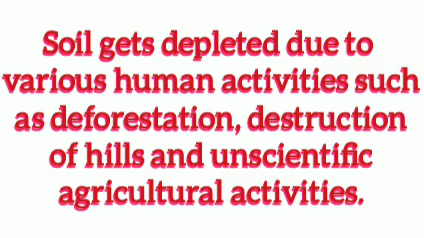 Soil gets depleted due to
various human activities such
as deforestation, destruction
of hills and unscientific
agricultural activities.